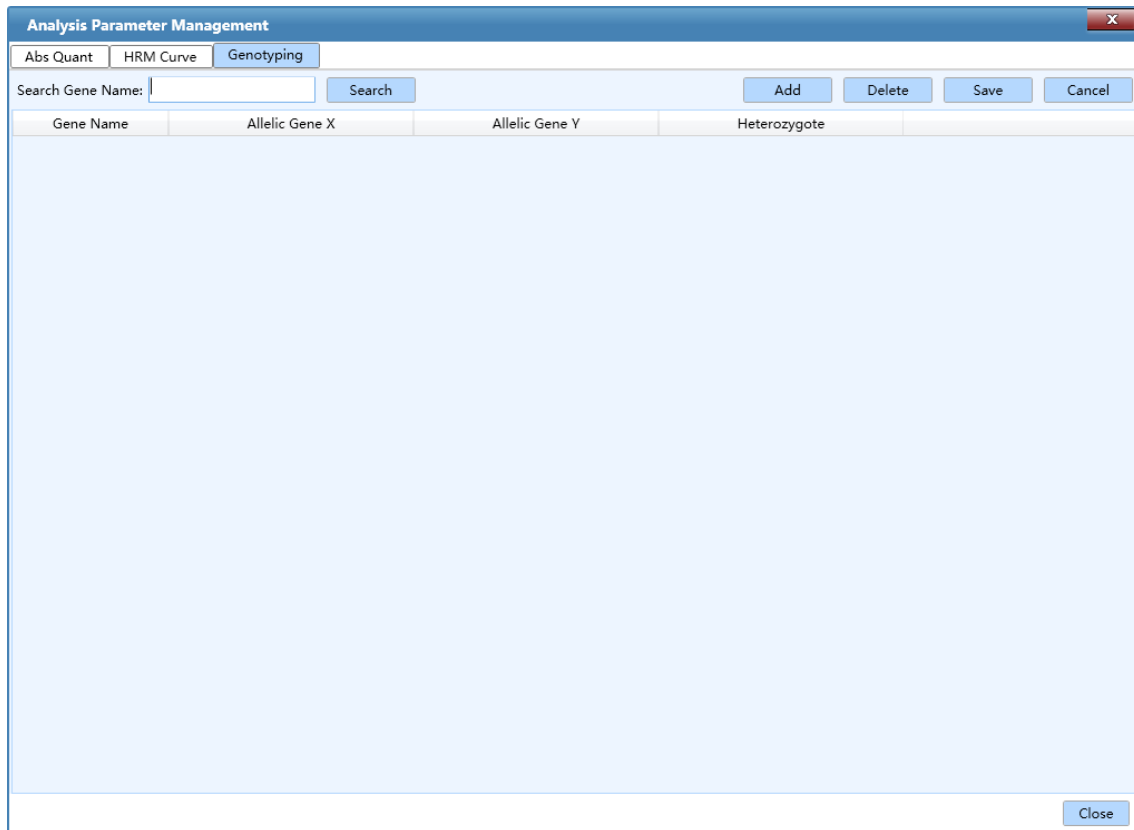 Analysis Parameter Management
x
Abs Quant HRM Curve Genotyping
Search Gene Name: Search Add Delete Save Cancel
Gene Name Allelic Gene X Allelic Gene Y Heterozygote
Close